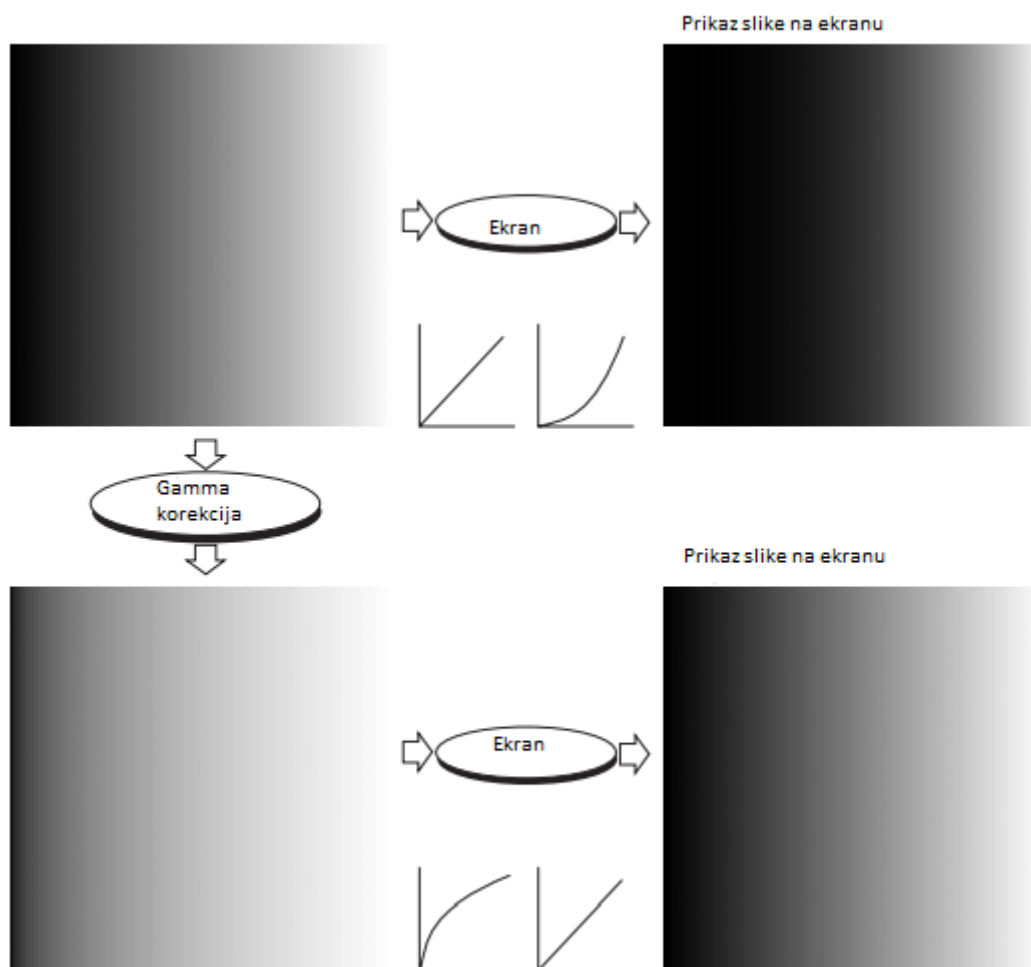 Prikaz slike na ekranu
Ekran
Gamma
korekcija
Prikaz slike na ekranu
Ekran